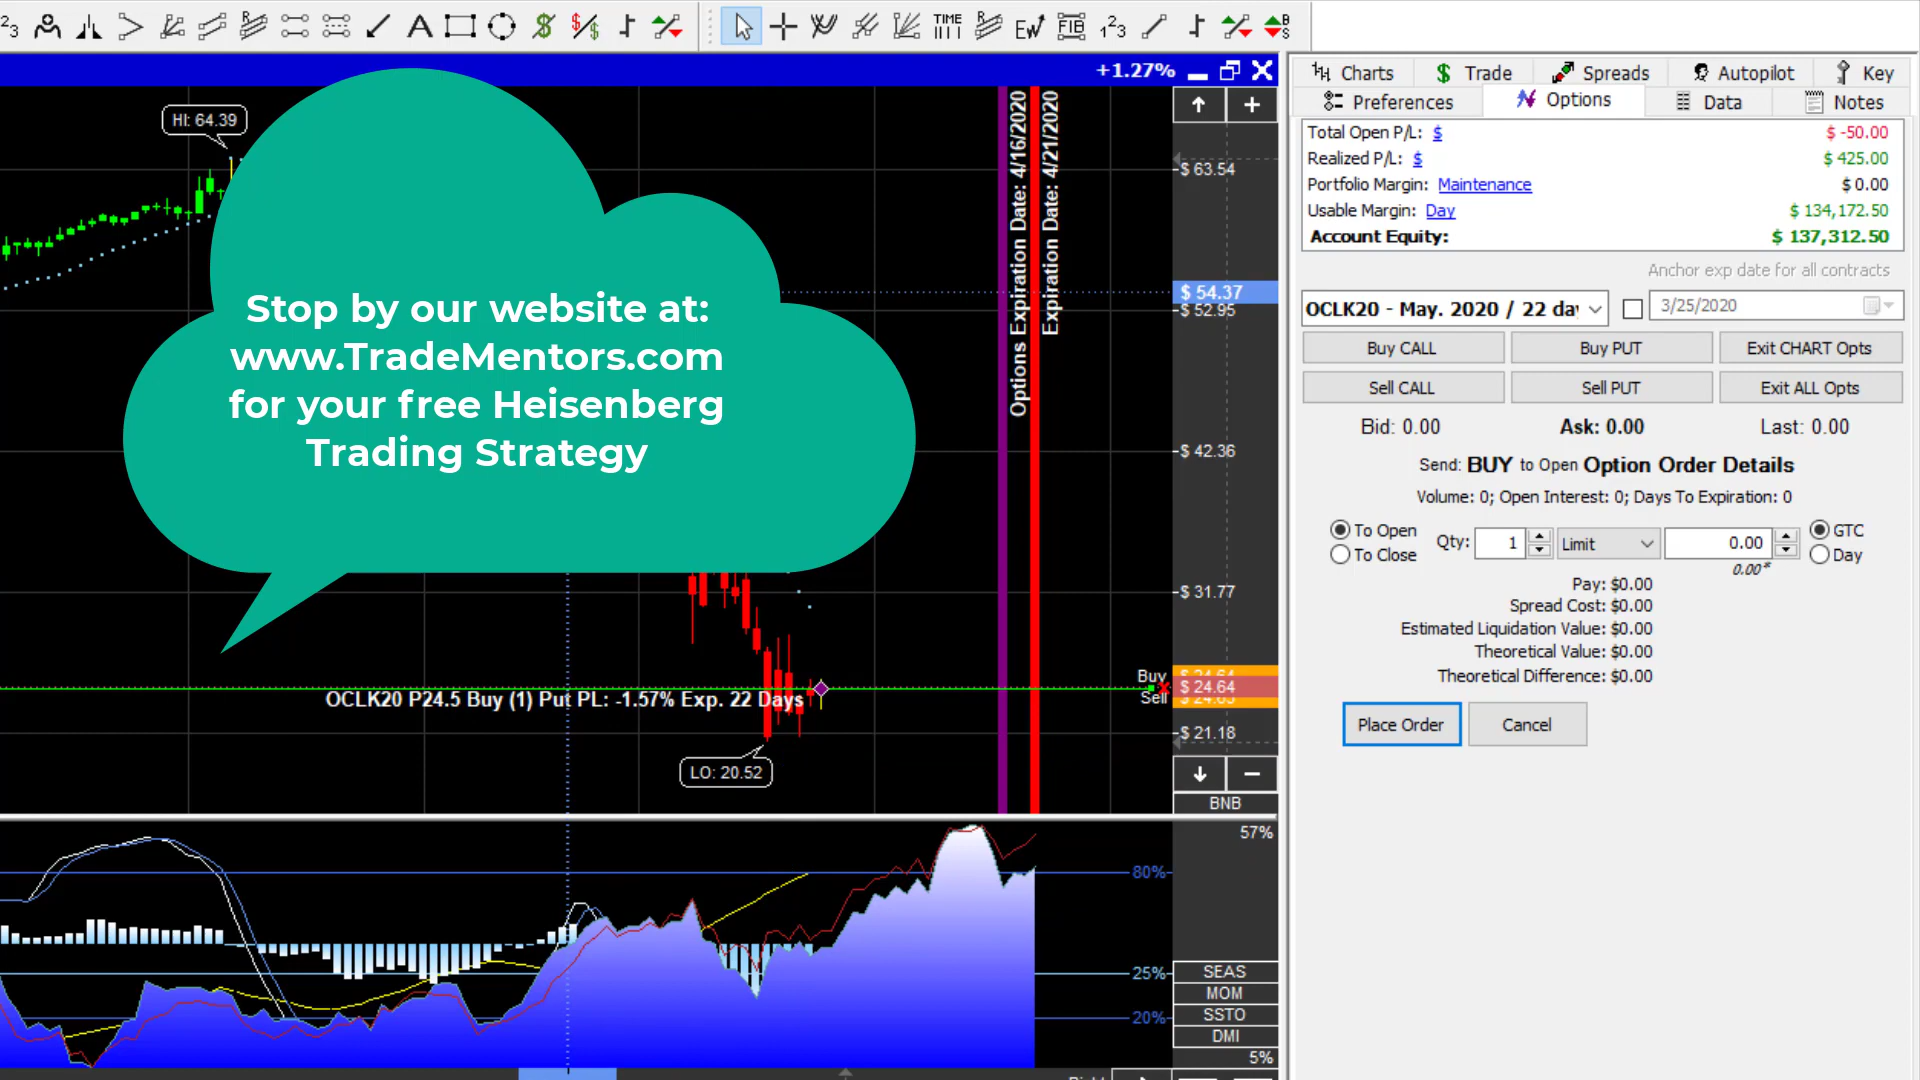 TIME
EW
FIB
B
S
+1.27%
Charts
Trade
Spreads
Autopilot
Key
Preferences
Options
Data
Notes
HI: 64.39
Stop by our website at:
www.TradeMentors.com
for your free Heisenberg
Trading Strategy
Options Expiration Date: 4/16/2020
Expiration Date: 4/21/2020
$ 63.54
$ 54.37
$ 52.95
$ 42.36
$ 31.77
Buy
$ 24.64
Sell
$ 21.18
OCLK20 P24.5 Buy (1) Put PL: -1.57% Exp. 22 Days
LO: 20.52
BNB
57%
80%
25%
20%
SEAS
MOM
SSTO
DMI
5%
Total Open P/L: $ $ -50.00
Realized P/L: $ $ 425.00
Portfolio Margin: Maintenance $ 0.00
Usable Margin: Day $ 134,172.50
Account Equity: $ 137,312.50
Anchor exp date for all contracts
OCLK20 - May. 2020 / 22 day
3/25/2020
Buy CALL
Buy PUT
Exit CHART Opts
Sell CALL
Sell PUT
Exit ALL Opts
Bid: 0.00 Ask: 0.00 Last: 0.00
Send: BUY to Open Option Order Details
Volume: 0; Open Interest: 0; Days To Expiration: 0
To Open
To Close
Qty: 1
Limit
0.00
0.00*
GTC
Day
Pay: $0.00
Spread Cost: $0.00
Estimated Liquidation Value: $0.00
Theoretical Value: $0.00
Theoretical Difference: $0.00
Place Order
Cancel